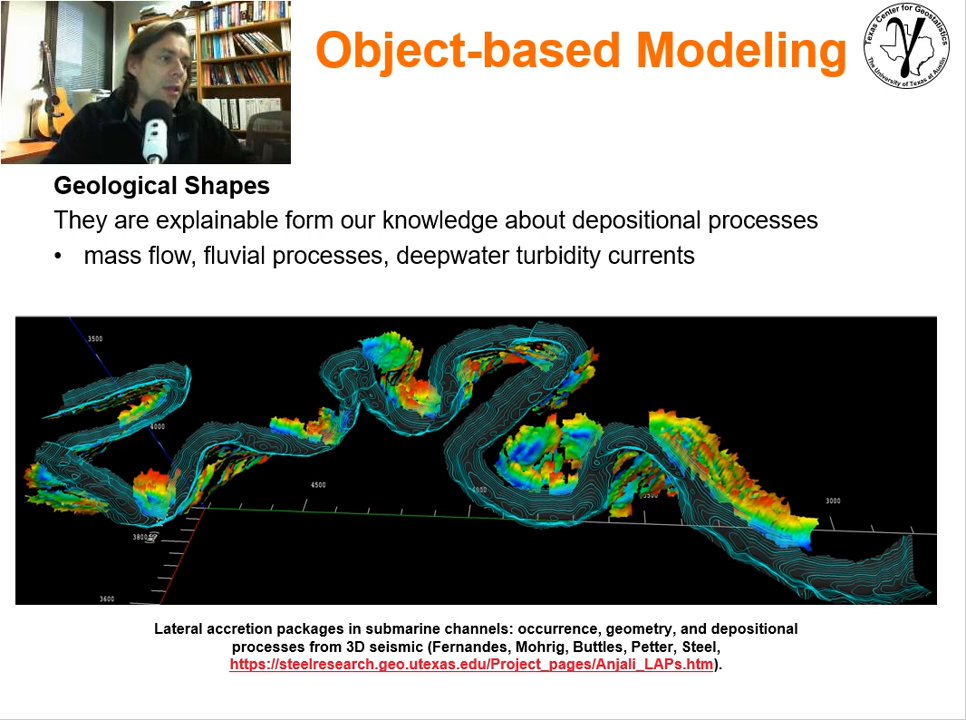 Object-based Modeling
Texas Center for Geostatistics
The University of Texas at Austin
Geological Shapes
They are explainable form our knowledge about depositional processes
• mass flow, fluvial processes, deepwater turbidity currents
3500
4000
4500
3000
3800
3600
Lateral accretion packages in submarine channels: occurrence, geometry, and depositional
processes from 3D seismic (Fernandes, Mohrig, Buttles, Petter, Steel,
https://steelresearch.geo.utexas.edu/Project_pages/Anjali_LAPs.htm).